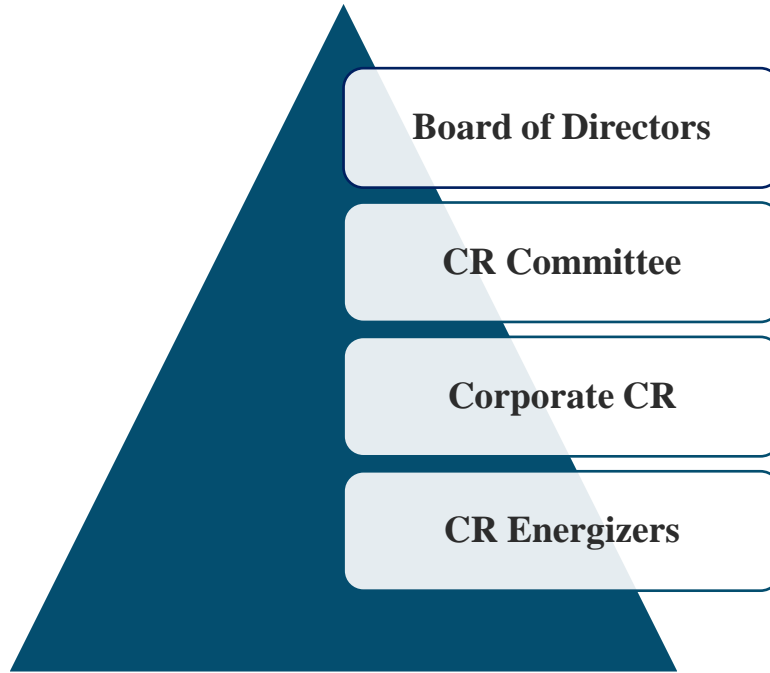 Board of Directors
CR Committee
Corporate CR
CR Energizers